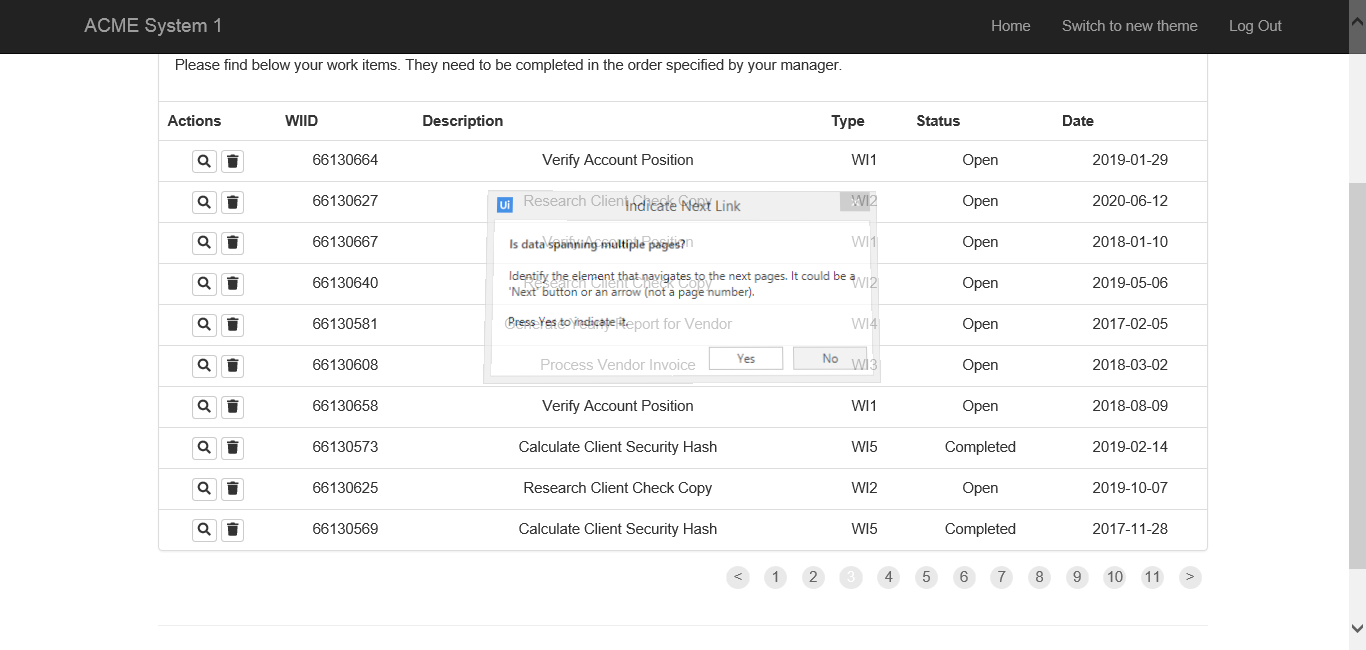 ACME System 1 Home Switch to new theme Log Out
Please find below your work items. They need to be completed in the order specified by your manager.
Actions WIID Description Type Status Date
66130664 Verify Account Position WI1 Open 2019-01-29
66130627 Research Client Check Copy WI2 Open 2020-06-12
Ui Indicate Next Link
66130667 Verify Account Position WI1 Open 2018-01-10
Is data spanning multiple pages?
66130640 Research Client Check Copy WI2 Open 2019-05-06
Identify the element that navigates to the next pages. It could be a
'Next' button or an arrow (not a page number).
66130581 Generate Yearly Report for Vendor WI4 Open 2017-02-05
Press Yes to indicate it.
66130608 Process Vendor Invoice WI3 Open 2018-03-02
Yes No
66130658 Verify Account Position WI1 Open 2018-08-09
66130573 Calculate Client Security Hash WI5 Completed 2019-02-14
66130625 Research Client Check Copy WI2 Open 2019-10-07
66130569 Calculate Client Security Hash WI5 Completed 2017-11-28
< 1 2 3 4 5 6 7 8 9 10 11 >